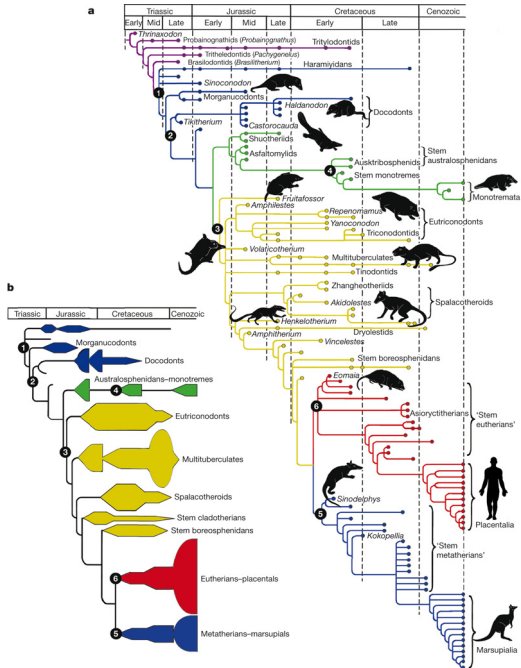 a
Triassic Jurassic Cretaceous Cenozoic
Early Mid Late Early Mid Late Early Late
Thrinaxodon
Probainognathids (Probainognathus)
Tritylodontids
Tritheledontids (Pachygenelus)
Brasilodontids (Brasilitherium)
Haramiyidans
Sinoconodon
1
Morganucodonts
Haldanodon
Docodonts
Tikitherium
2
Castorocauda
Shuotheriids
Stem australosphenidans
Asfaltomylids
Ausktribosphenids
4
Stem monotremes
Monotremata
Fruitafossor
Amphilestes
Repenomamus
Yanoconodon
Eutriconodonts
3
Triconodontids
Volaticotherium
Multituberculates
Tinodontids
b
Zhangheotheriids
Akidolestes
Spalacotheroids
Triassic Jurassic Cretaceous Cenozoic
Henkelotherium
Dryolestids
Amphitherium
Vincelestes
1
Morganucodonts
Docodonts
Stem boreosphenidans
2
Australosphenidans–monotremes
4
Eomaia
Eutriconodonts
6
Asioryctitherians
'Stem eutherians'
3
Multituberculates
Placentalia
Spalacotheroids
Sinodelphys
Stem cladotherians
5
Stem boreosphenidans
Kokopellia
'Stem metatherians'
6
Eutherians–placentals
5
Metatherians–marsupials
Marsupialia